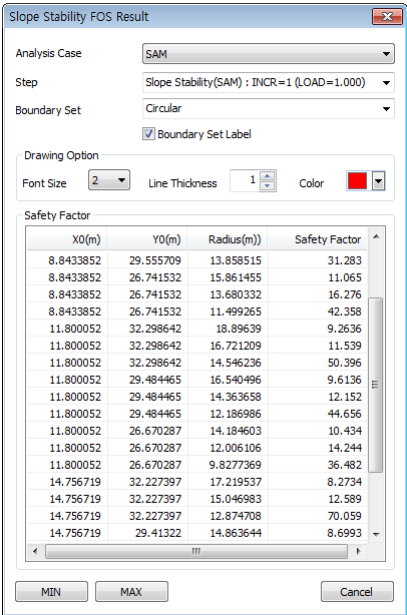 Slope Stability FOS Result
Analysis Case SAM
Step Slope Stability(SAM) : INCR=1 (LOAD=1.000)
Boundary Set Circular
Boundary Set Label
Drawing Option
Font Size 2 Line Thickness 1 Color
Safety Factor
X0(m) Y0(m) Radius(m)) Safety Factor
8.8433852 29.555709 13.858515 31.283
8.8433852 26.741532 15.861455 11.065
8.8433852 26.741532 13.680332 16.276
8.8433852 26.741532 11.499265 42.358
11.800052 32.298642 18.89639 9.2636
11.800052 32.298642 16.721209 11.539
11.800052 32.298642 14.546236 50.396
11.800052 29.484465 16.540496 9.6136
11.800052 29.484465 14.363658 12.152
11.800052 29.484465 12.186986 44.656
11.800052 26.670287 14.184603 10.434
11.800052 26.670287 12.006106 14.244
11.800052 26.670287 9.8277369 36.482
14.756719 32.227397 17.219537 8.2734
14.756719 32.227397 15.046983 12.589
14.756719 32.227397 12.874708 70.059
14.756719 29.41322 14.863644 8.6993
MIN MAX Cancel